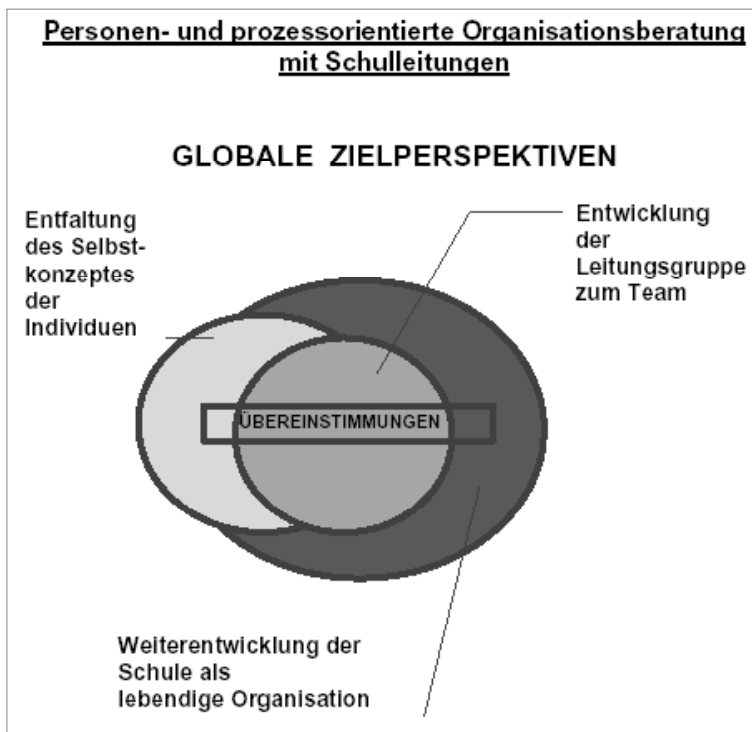 Personen- und prozessorientierte Organisationsberatung
mit Schulleitungen
GLOBALE ZIELPERSPEKTIVEN
Entfaltung
des Selbst-
konzeptes
der
Individuen
Entwicklung
der
Leitungsgruppe
zum Team
ÜBEREINSTIMMUNGEN
Weiterentwicklung der
Schule als
lebendige Organisation